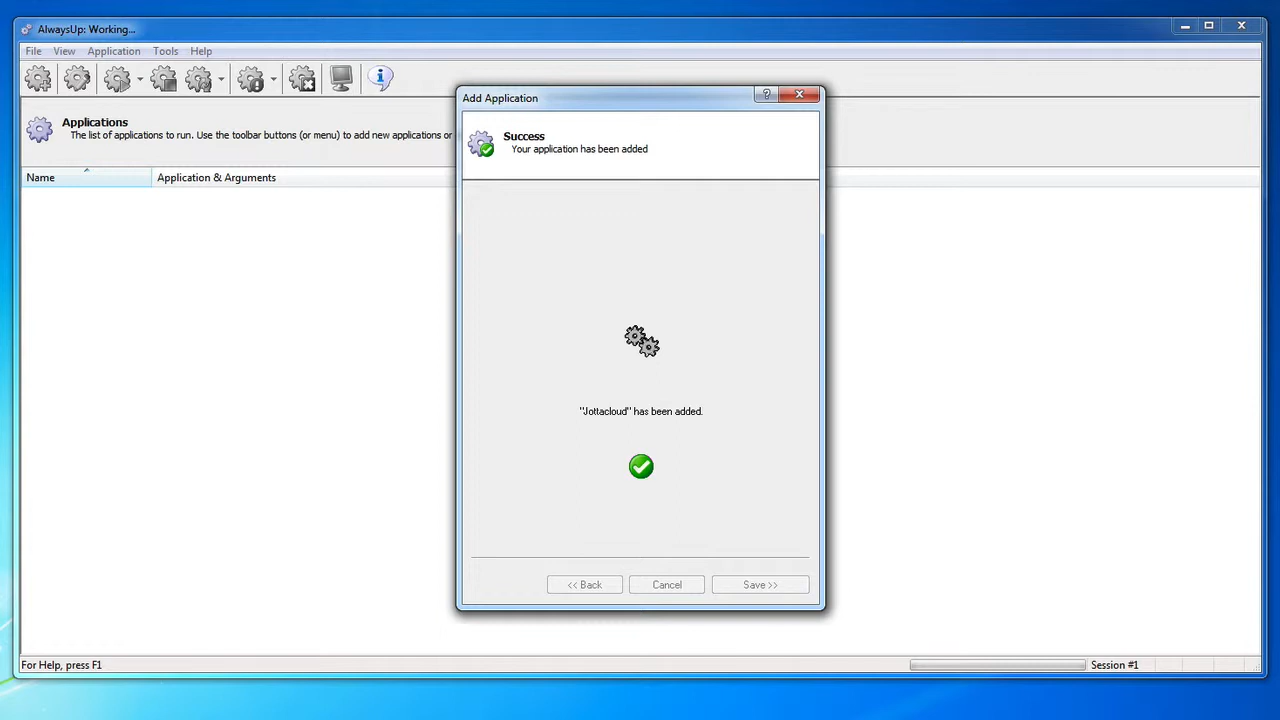 AlwaysUp: Working...
File View Application Tools Help
Applications
The list of applications to run. Use the toolbar buttons (or menu) to add new applications or
Name Application & Arguments
Add Application
Success
Your application has been added
"Jottacloud" has been added.
<< Back Cancel Save >>
For Help, press F1 Session #1